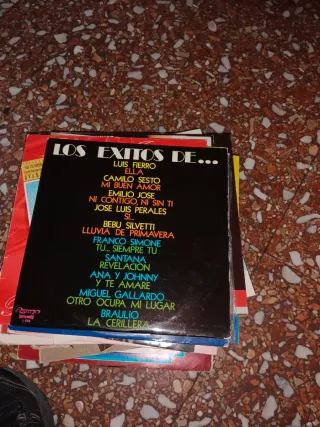 LOS EXITOS DE...
LUIS FIERRO
ELLA
CAMILO SESTO
MI BUEN AMOR
EMILIO JOSE
NI CONTIGO, NI SIN TI
JOSE LUIS PERALES
SI...
BEBU SILVETTI
LLUVIA DE PRIMAVERA
FRANCO SIMONE
TU... SIEMPRE TU
SANTANA
REVELACION
ANA Y JOHNNY
Y TE AMARE
MIGUEL GALLARDO
OTRO OCUPA MI LUGAR
BRAULIO
LA CERILLERA